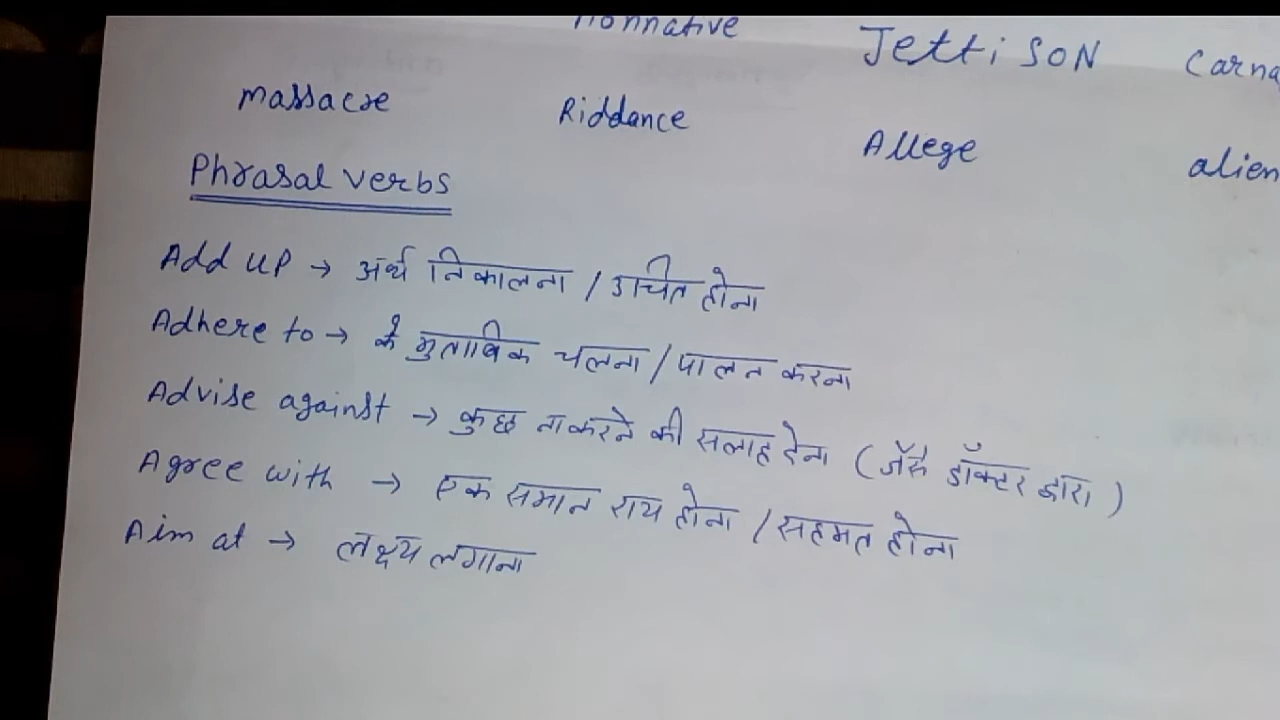 Jettison
massacre Riddance Allege
Phrasal verbs
Add up → अर्थ निकालना / उचित होना
Adhere to → के मुताबिक चलना / पालन करना
Advise against → कुछ ना करने की सलाह देना (जैसे डॉक्टर द्वारा)
Agree with → एक समान राय होना / सहमत होना
Aim at → लक्ष्य लगाना